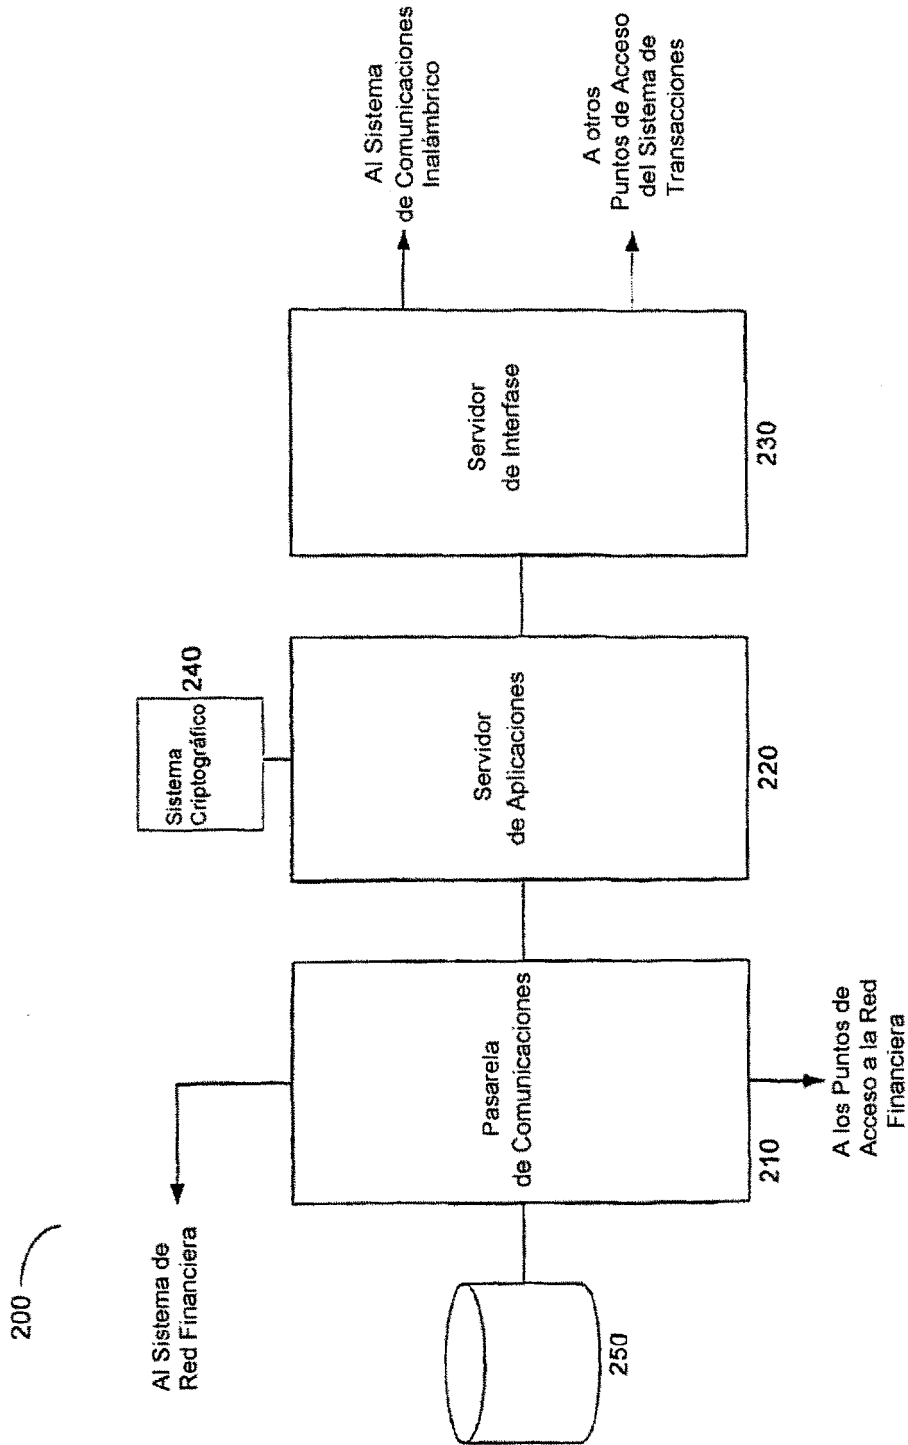 200
Al Sistema de
Red Financiera
250
Pasarela
de Comunicaciones
210
A los Puntos de
Acceso a la Red
Financiera
Sistema
Criptográfico
240
Servidor
de Aplicaciones
220
Servidor
de Interfase
230
Al Sistema
de Comunicaciones
Inalámbrico
A otros
Puntos de Acceso
del Sistema de
Transacciones